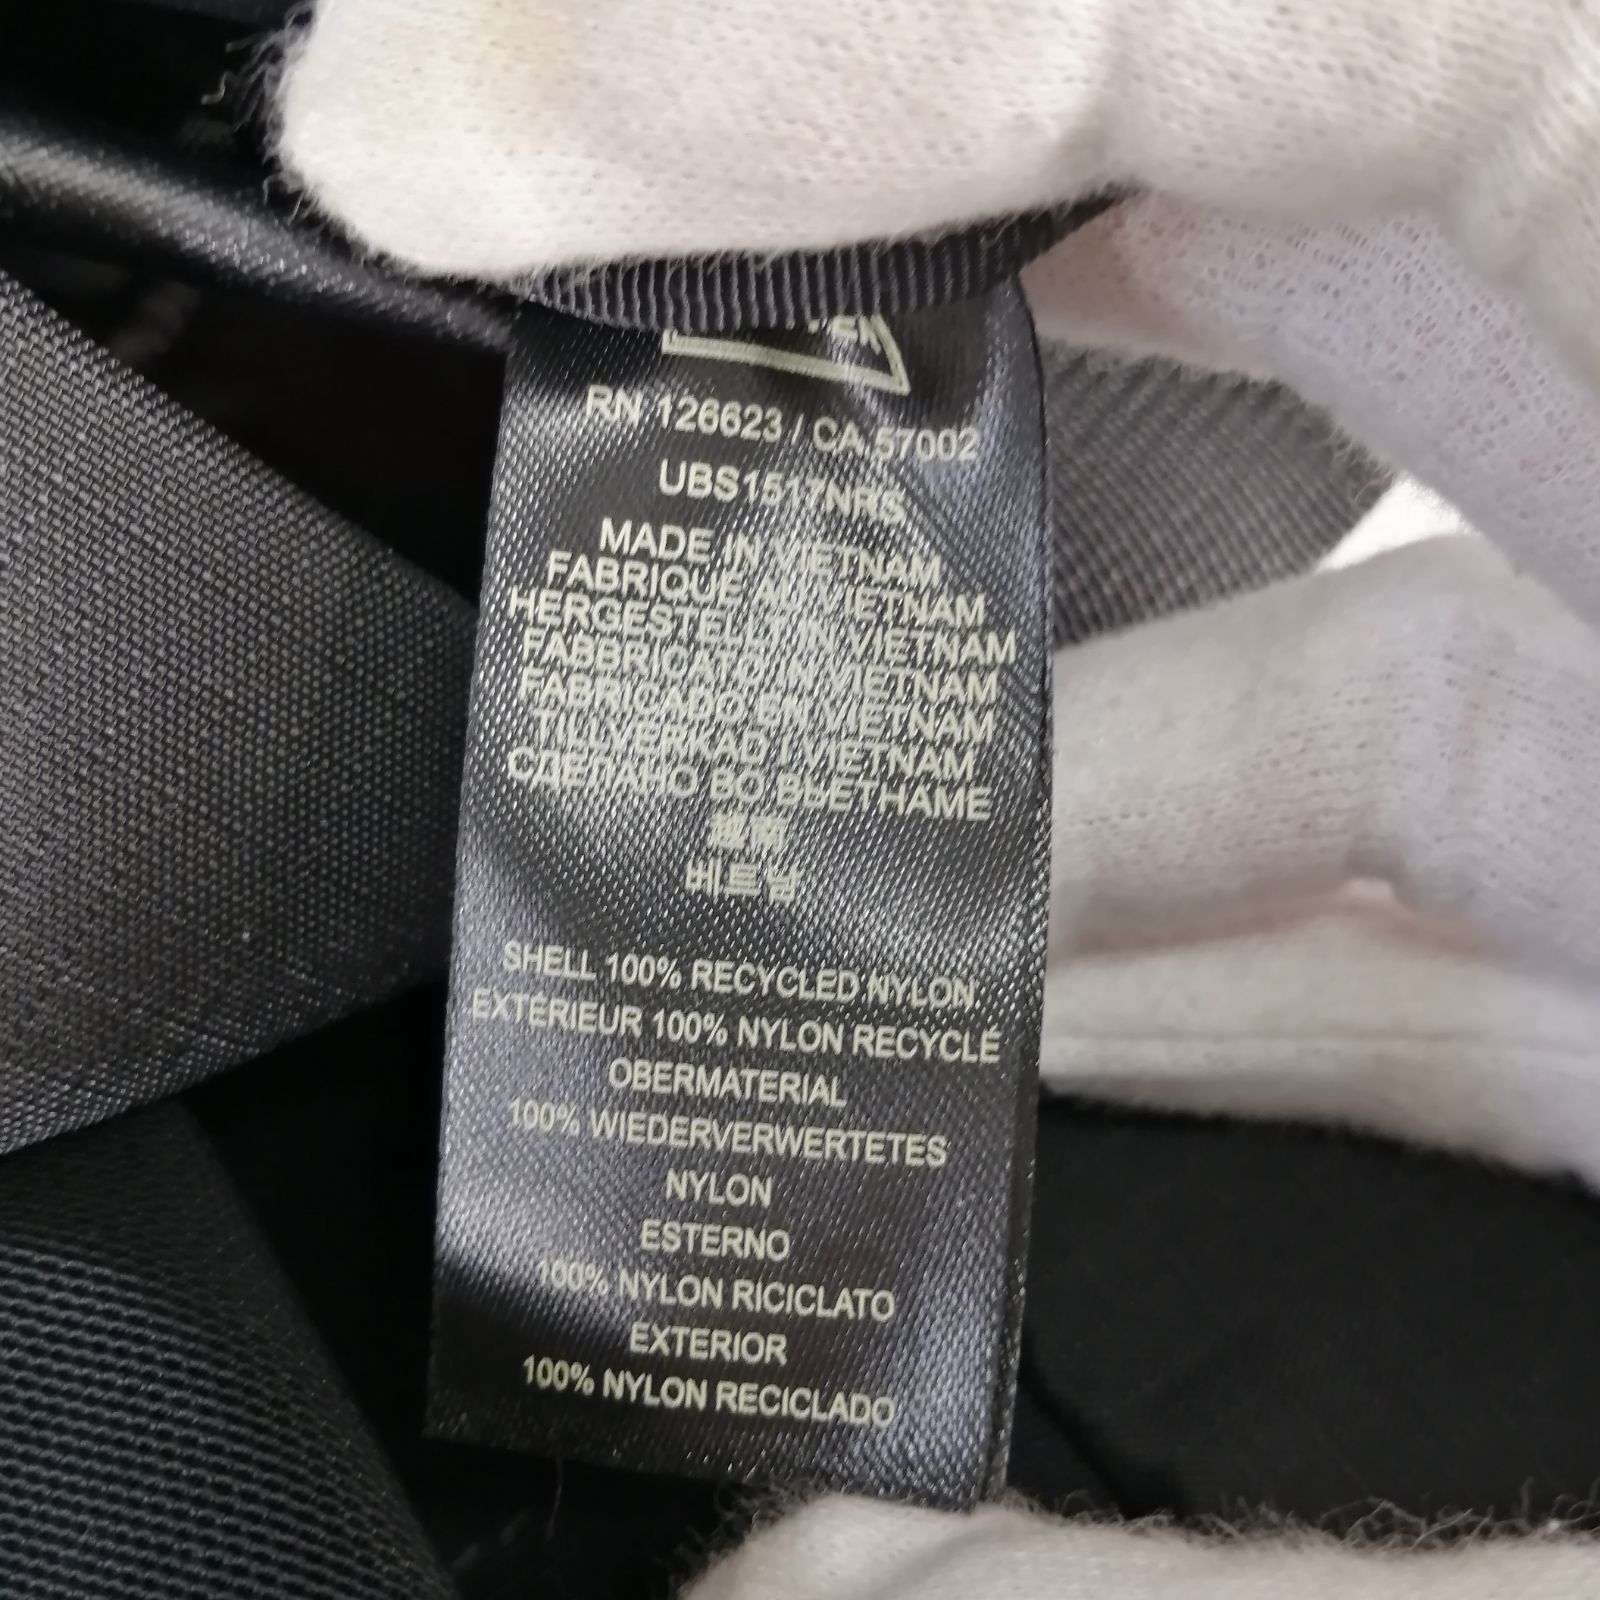 RN 126623 / CA 57002
UBS1517NRS
MADE IN VIETNAM
FABRIQUE AU VIETNAM
HERGESTELLT IN VIETNAM
FABBRICATO IN VIETNAM
FABRICADO EN VIETNAM
TILLVERKAD I VIETNAM
СДЕЛАНО ВО ВЬЕТНАМЕ
越南
베트남
SHELL 100% RECYCLED NYLON
EXTERIEUR 100% NYLON RECYCLÉ
OBERMATERIAL
100% WIEDERVERWERTETES
NYLON
ESTERNO
100% NYLON RICICLATO
EXTERIOR
100% NYLON RECICLADO